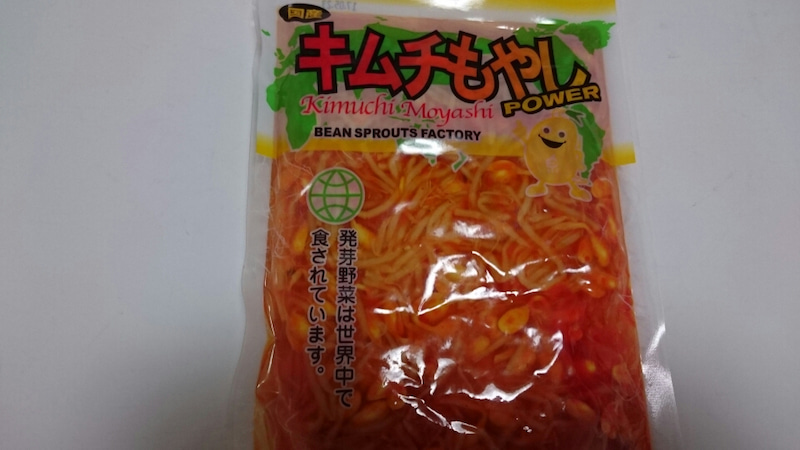 国産
キムチもやし
Kimuchi Moyashi
POWER
BEAN SPROUTS FACTORY
発芽野菜は世界中で
食されています。